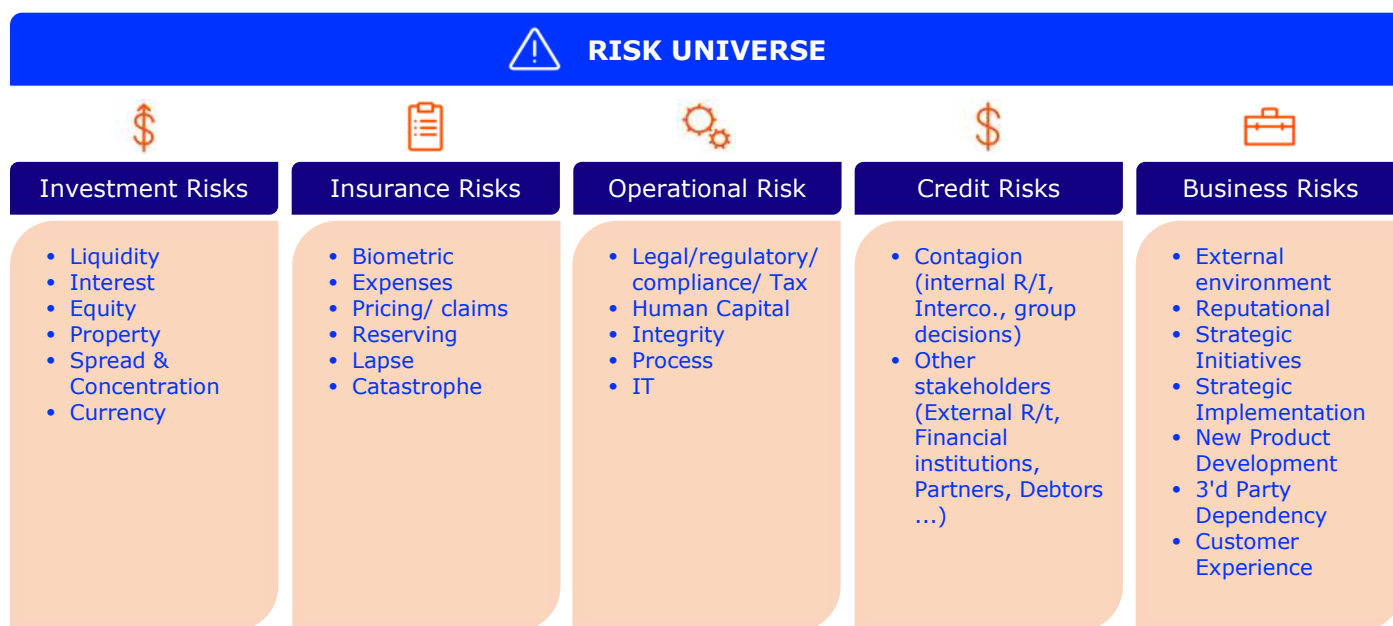 RISK UNIVERSE
Investment Risks
• Liquidity
• Interest
• Equity
• Property
• Spread &
Concentration
• Currency
Insurance Risks
• Biometric
• Expenses
• Pricing/ claims
• Reserving
• Lapse
• Catastrophe
Operational Risk
• Legal/regulatory/
compliance/ Tax
• Human Capital
• Integrity
• Process
• IT
Credit Risks
• Contagion
(internal R/I,
Interco., group
decisions)
• Other
stakeholders
(External R/t,
Financial
institutions,
Partners, Debtors
...)
Business Risks
• External
environment
• Reputational
• Strategic
Initiatives
• Strategic
Implementation
• New Product
Development
• 3'd Party
Dependency
• Customer
Experience